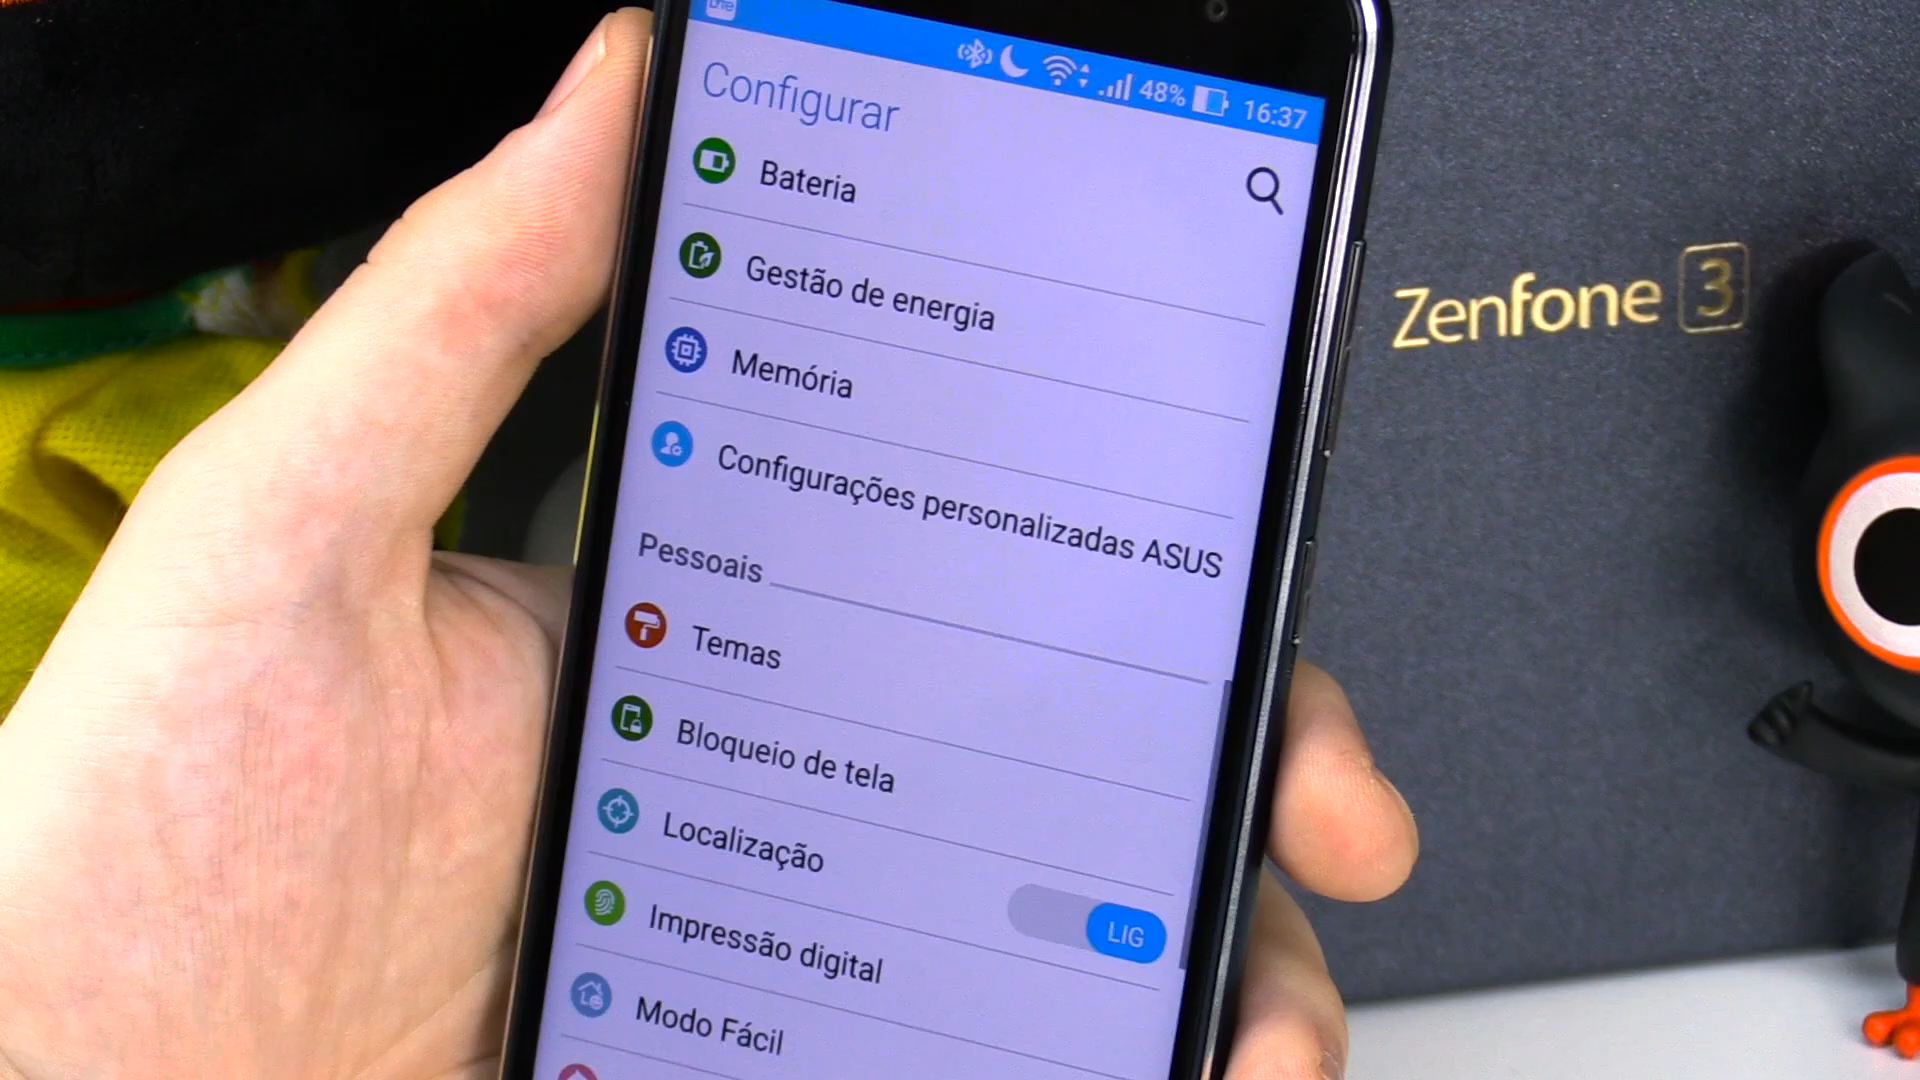 48% 16:37
Configurar
Bateria
Gestão de energia
Memória
Configurações personalizadas ASUS
Pessoais
Temas
Bloqueio de tela
Localização
LIG
Impressão digital
Modo Fácil
Zenfone 3